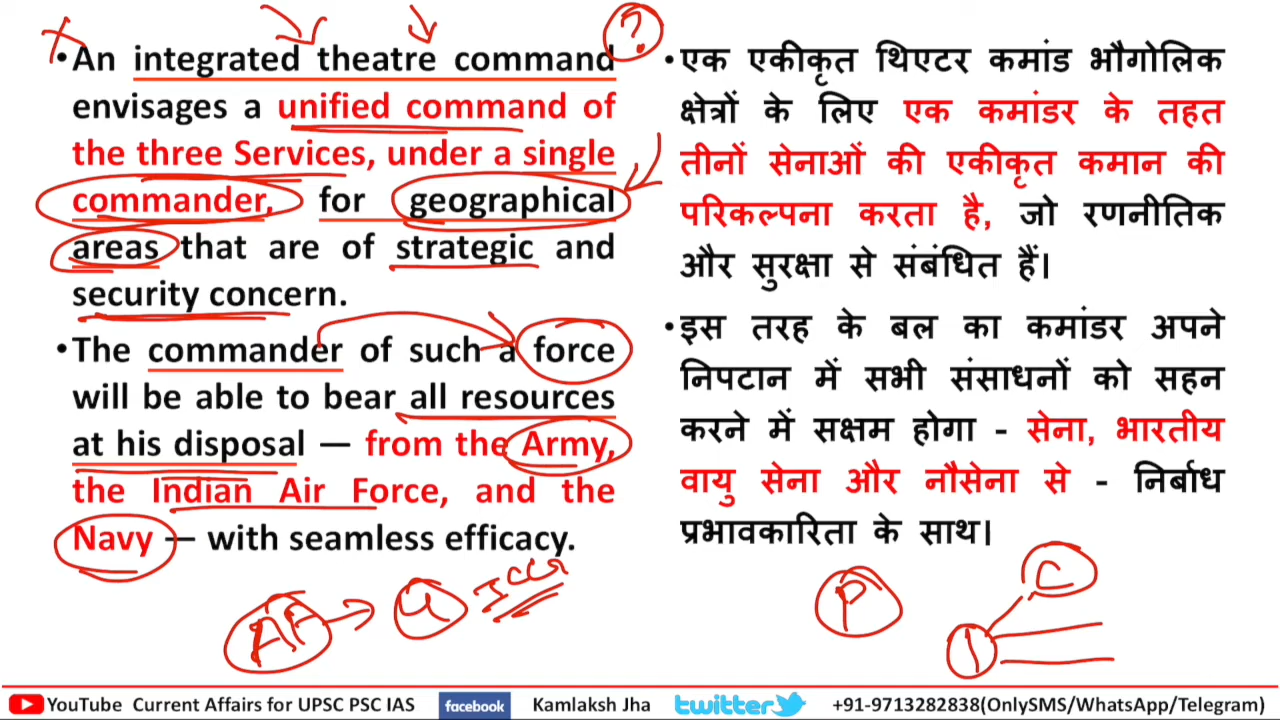 •An integrated theatre command
envisages a unified command of
the three Services, under a single
commander, for geographical
areas that are of strategic and
security concern.
•The commander of such a force
will be able to bear all resources
at his disposal — from the Army,
the Indian Air Force, and the
Navy — with seamless efficacy.
•एक एकीकृत थिएटर कमांड भौगोलिक
क्षेत्रों के लिए एक कमांडर के तहत
तीनों सेनाओं की एकीकृत कमान की
परिकल्पना करता है, जो रणनीतिक
और सुरक्षा से संबंधित हैं।
•इस तरह के बल का कमांडर अपने
निपटान में सभी संसाधनों को सहन
करने में सक्षम होगा - सेना, भारतीय
वायु सेना और नौसेना से - निर्बाध
प्रभावकारिता के साथ।
?
AF
P
C
1
YouTube Current Affairs for UPSC PSC IAS facebook Kamlaksh Jha twitter +91-9713282838(OnlySMS/WhatsApp/Telegram)